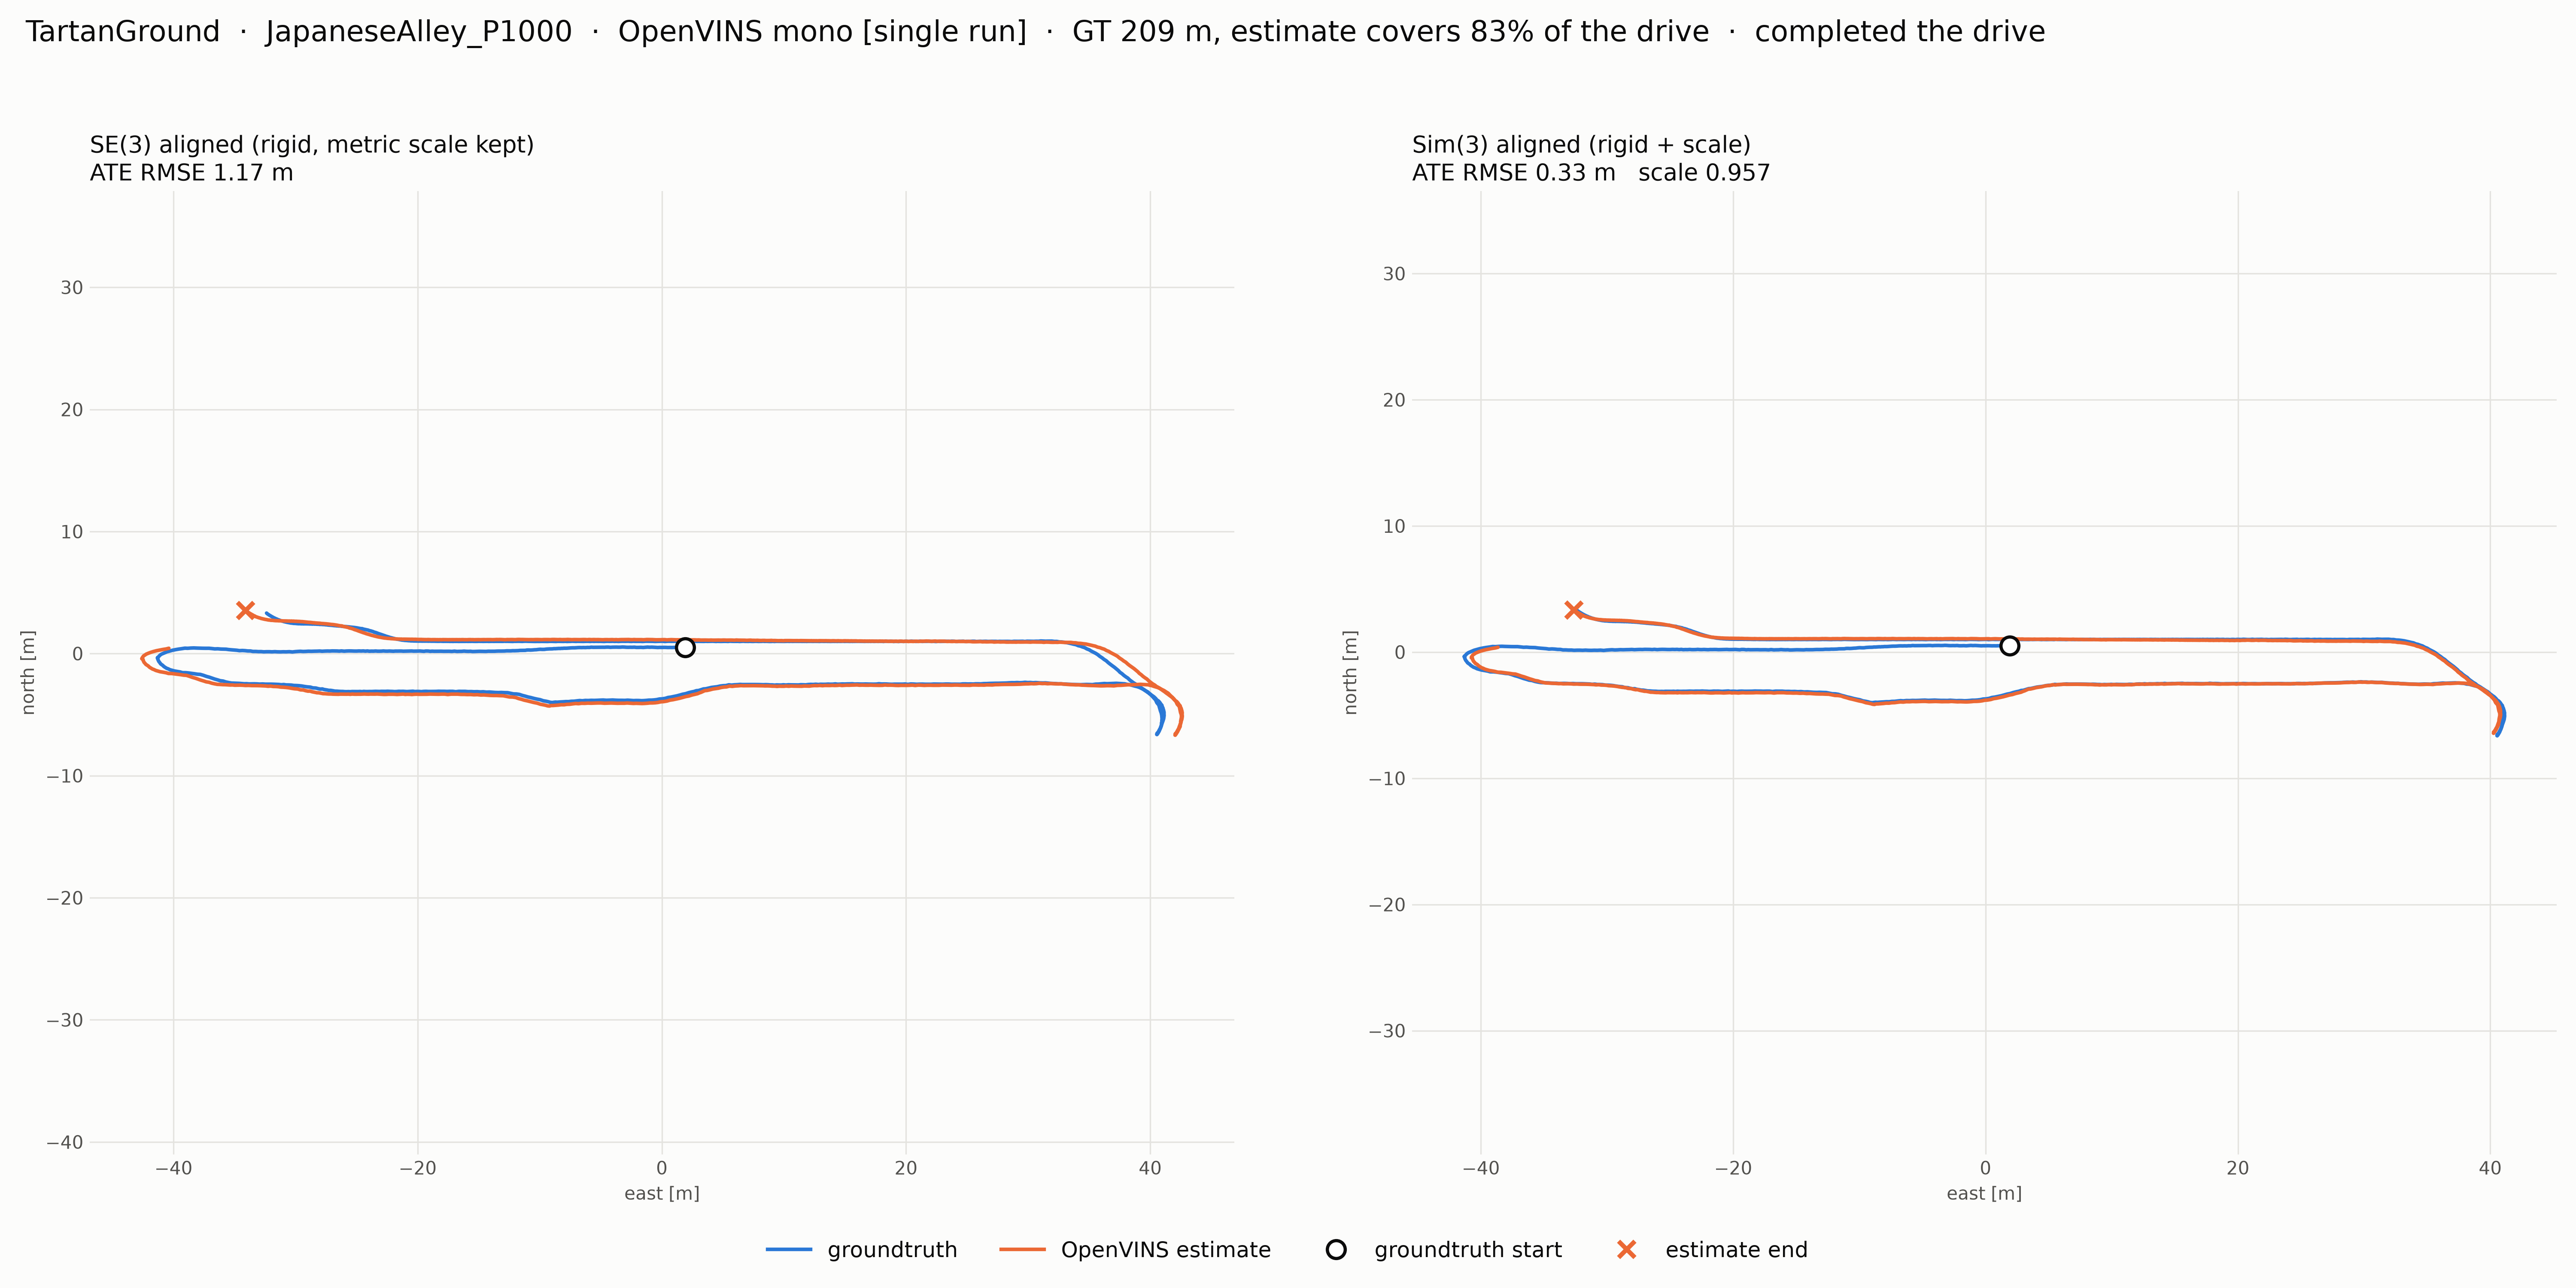 TartanGround · JapaneseAlley_P1000 · OpenVINS mono [single run] · GT 209 m, estimate covers 83% of the drive · completed the drive
SE(3) aligned (rigid, metric scale kept)
ATE RMSE 1.17 m
30
20
10
0
−10
−20
−30
−40
north [m]
−40
−20
0
20
40
east [m]
Sim(3) aligned (rigid + scale)
ATE RMSE 0.33 m   scale 0.957
30
20
10
0
−10
−20
−30
north [m]
−40
−20
0
20
40
east [m]
groundtruth
OpenVINS estimate
groundtruth start
estimate end